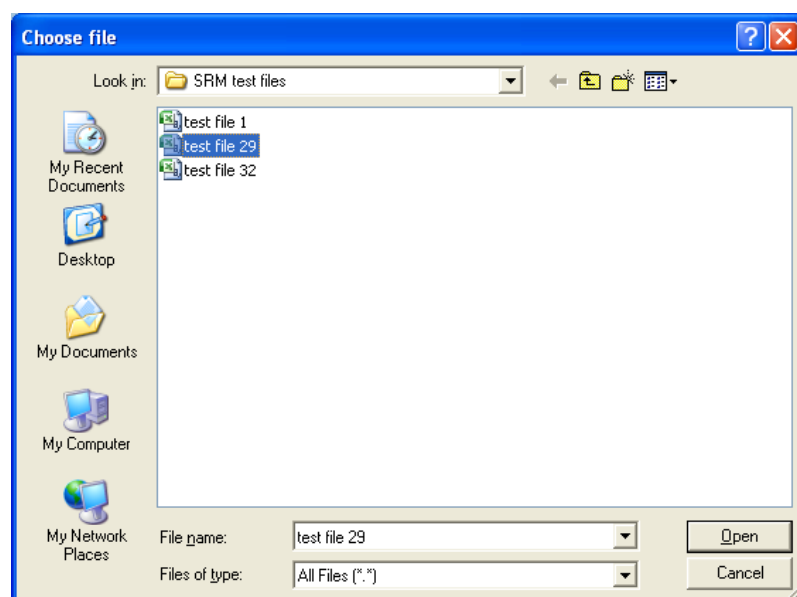 Choose file
Look in:
SRM test files
My Recent
Documents
Desktop
My Documents
My Computer
My Network
Places
test file 1
test file 29
test file 32
File name:
test file 29
Open
Files of type:
All Files (*.*)
Cancel